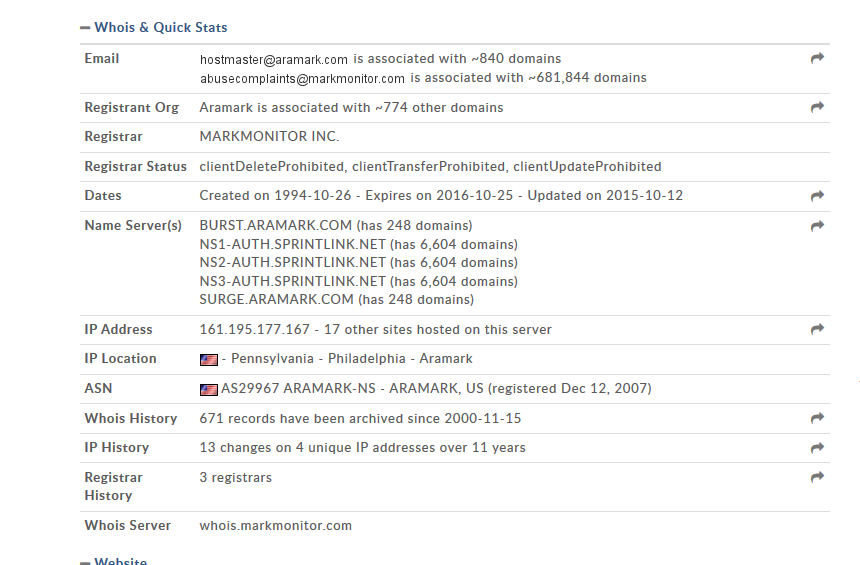 Whois & Quick Stats
Email hostmaster@aramark.com is associated with ~840 domains
abusecomplaints@markmonitor.com is associated with ~681,844 domains
Registrant Org Aramark is associated with ~774 other domains
Registrar MARKMONITOR INC.
Registrar Status clientDeleteProhibited, clientTransferProhibited, clientUpdateProhibited
Dates Created on 1994-10-26 - Expires on 2016-10-25 - Updated on 2015-10-12
Name Server(s) BURST.ARAMARK.COM (has 248 domains)
NS1-AUTH.SPRINTLINK.NET (has 6,604 domains)
NS2-AUTH.SPRINTLINK.NET (has 6,604 domains)
NS3-AUTH.SPRINTLINK.NET (has 6,604 domains)
SURGE.ARAMARK.COM (has 248 domains)
IP Address 161.195.177.167 - 17 other sites hosted on this server
IP Location - Pennsylvania - Philadelphia - Aramark
ASN AS29967 ARAMARK-NS - ARAMARK, US (registered Dec 12, 2007)
Whois History 671 records have been archived since 2000-11-15
IP History 13 changes on 4 unique IP addresses over 11 years
Registrar 3 registrars
History
Whois Server whois.markmonitor.com
Website